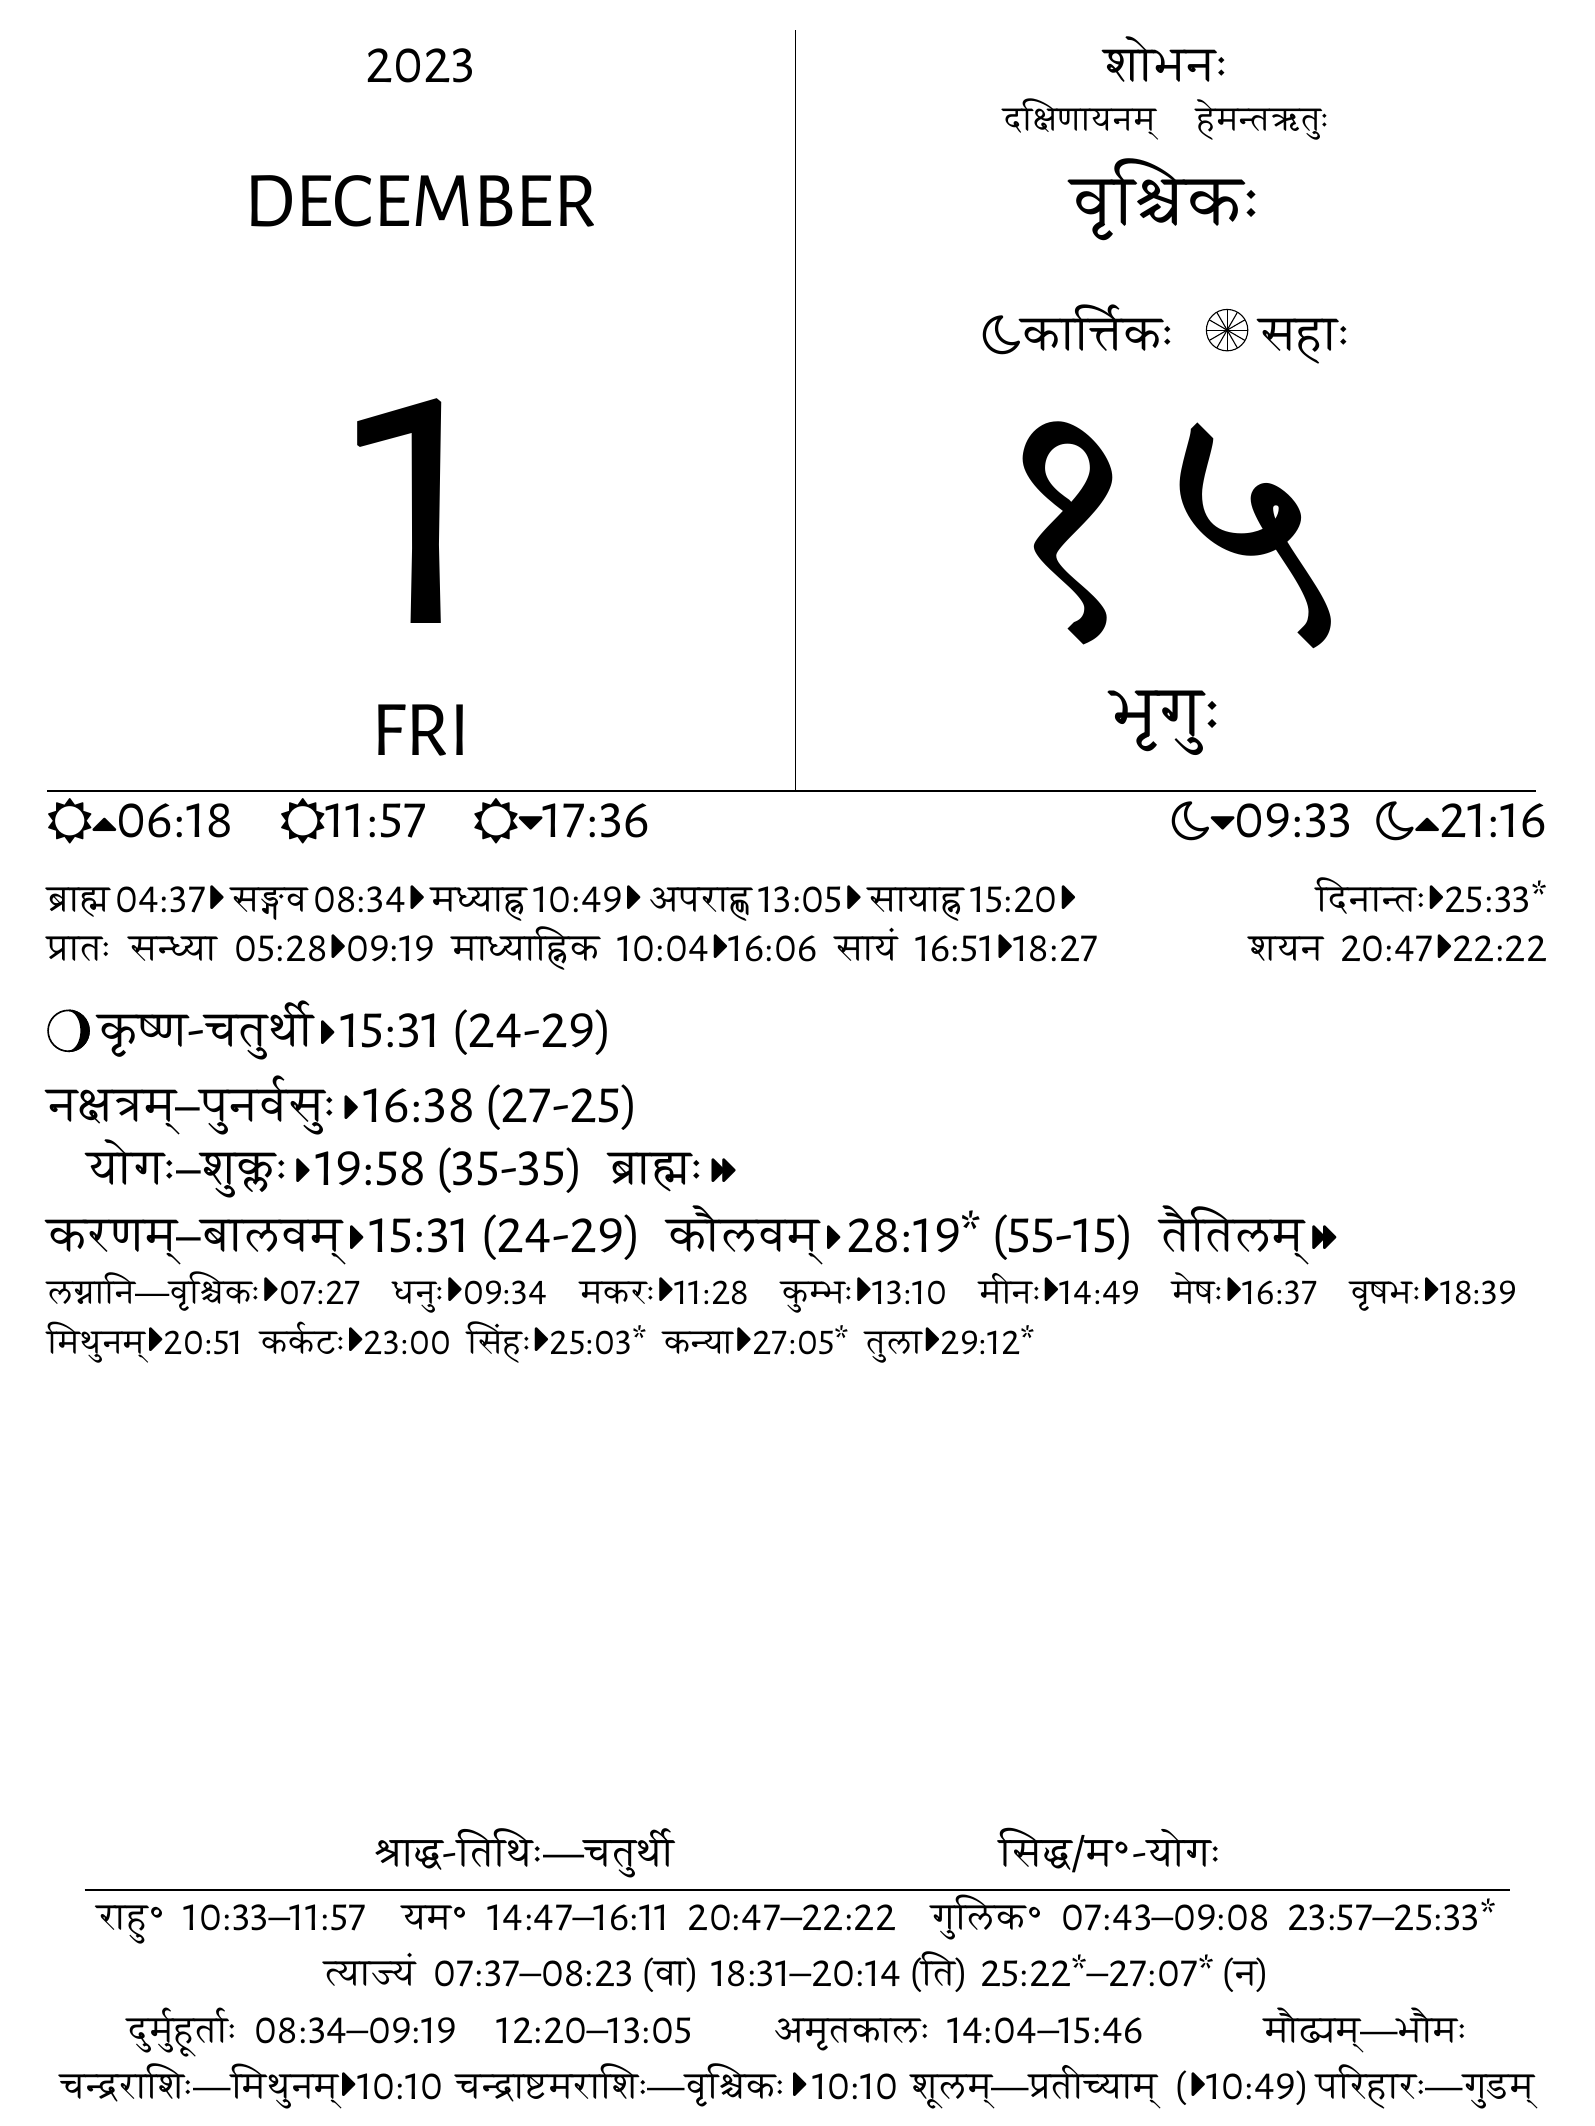 2023
DECEMBER
1
FRI
शोभनः
दक्षिणायनम् हेमन्तऋतुः
वृश्चिकः
कार्त्तिकः सहाः
१५
भृगुः
06:18 11:57 17:36 09:33 21:16
ब्राह्म 04:37 सङ्गव 08:34 मध्याह्न 10:49 अपराह्ण 13:05 सायाह्न 15:20 दिनान्तः 25:33*
प्रातः सन्ध्या 05:28 09:19 माध्याह्निक 10:04 16:06 सायं 16:51 18:27 शयन 20:47 22:22
कृष्ण-चतुर्थी 15:31 (24-29)
नक्षत्रम्–पुनर्वसुः 16:38 (27-25)
योगः–शुक्लः 19:58 (35-35) ब्राह्मः
करणम्–बालवम् 15:31 (24-29) कौलवम् 28:19* (55-15) तैतिलम्
लग्नानि—वृश्चिकः 07:27 धनुः 09:34 मकरः 11:28 कुम्भः 13:10 मीनः 14:49 मेषः 16:37 वृषभः 18:39
मिथुनम् 20:51 कर्कटः 23:00 सिंहः 25:03* कन्या 27:05* तुला 29:12*
श्राद्ध-तिथिः—चतुर्थी सिद्ध/म॰-योगः
राहु॰ 10:33–11:57 यम॰ 14:47–16:11 20:47–22:22 गुलिक॰ 07:43–09:08 23:57–25:33*
त्याज्यं 07:37–08:23 (वा) 18:31–20:14 (ति) 25:22*–27:07* (न)
दुर्मुहूर्ताः 08:34–09:19 12:20–13:05 अमृतकालः 14:04–15:46 मौढ्यम्—भौमः
चन्द्रराशिः—मिथुनम् 10:10 चन्द्राष्टमराशिः—वृश्चिकः 10:10 शूलम्—प्रतीच्याम् (10:49) परिहारः—गुडम्